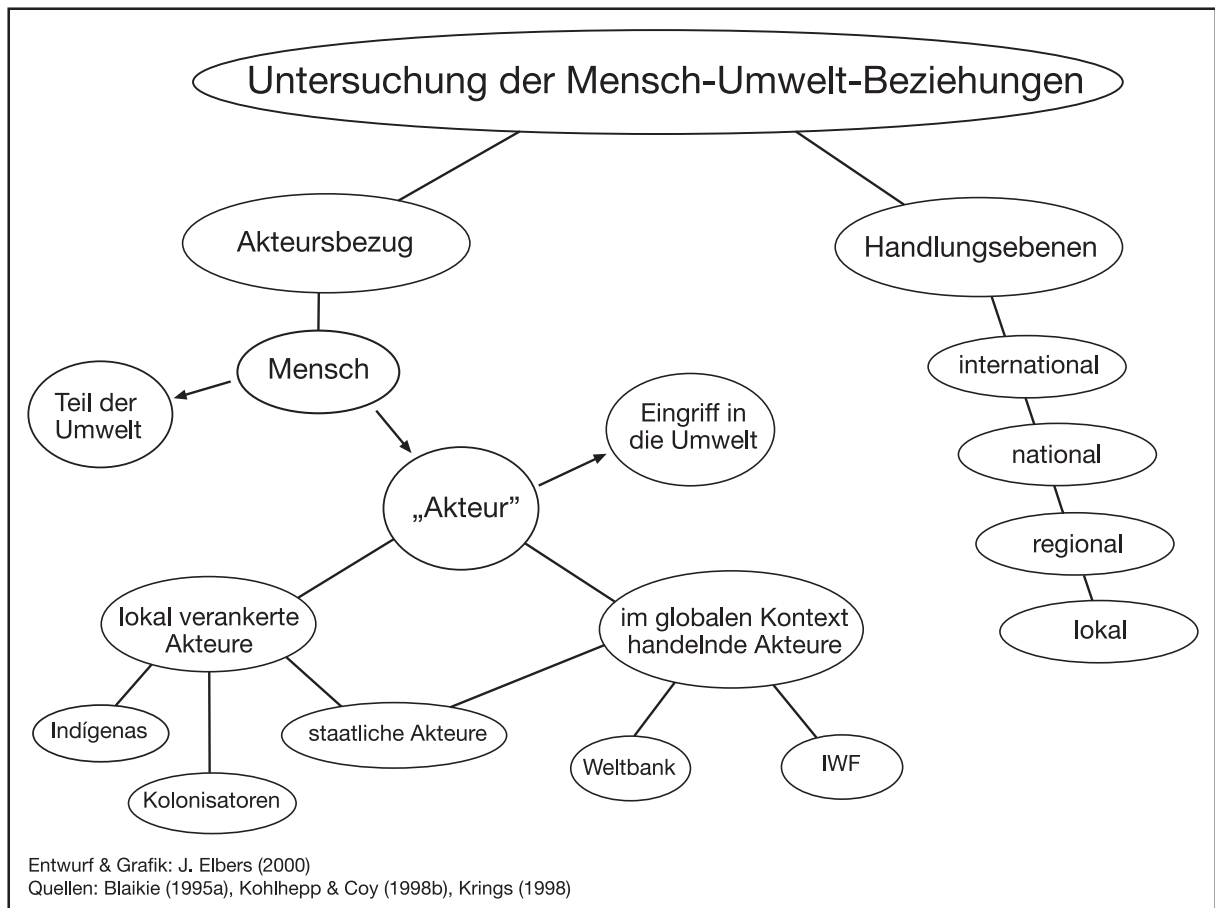 Untersuchung der Mensch-Umwelt-Beziehungen
Akteursbezug
Handlungsebenen
Mensch
international
Teil der
Umwelt
Eingriff in
die Umwelt
national
„Akteur”
regional
lokal verankerte
Akteure
im globalen Kontext
handelnde Akteure
lokal
Indígenas
staatliche Akteure
Weltbank
IWF
Kolonisatoren
Entwurf & Grafik: J. Elbers (2000)
Quellen: Blaikie (1995a), Kohlhepp & Coy (1998b), Krings (1998)